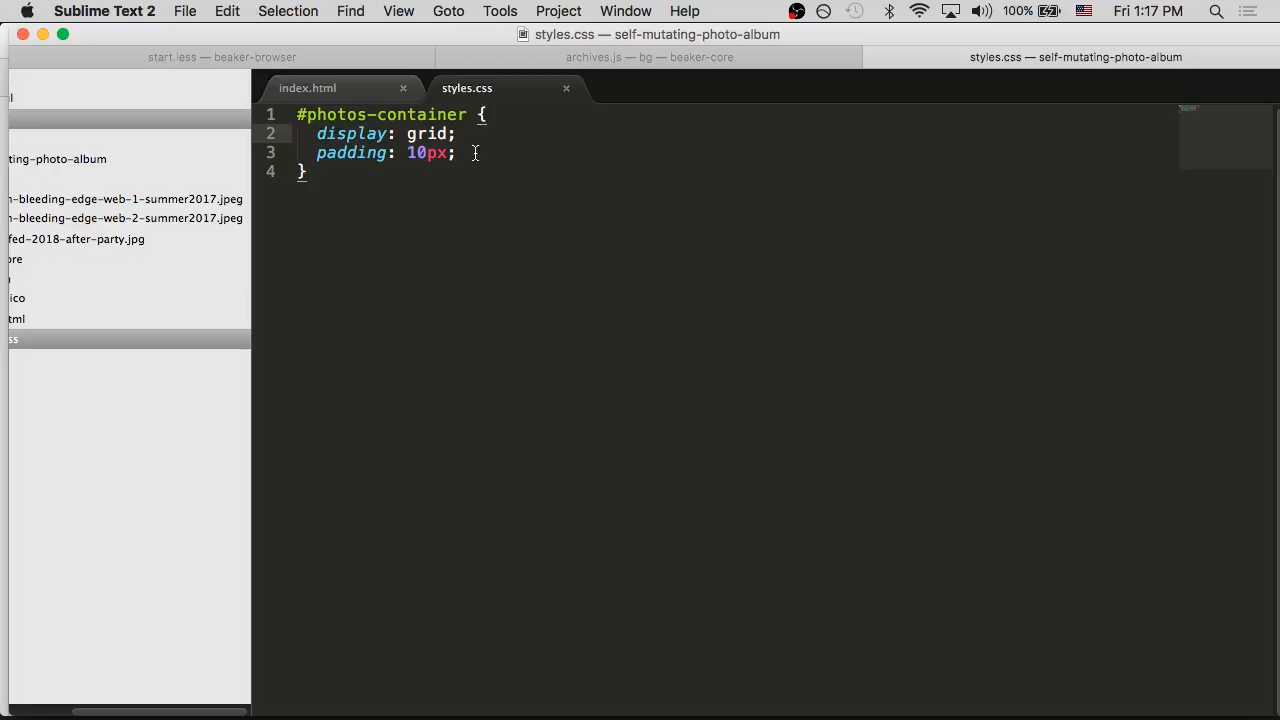 Sublime Text 2 File Edit Selection Find View Goto Tools Project Window Help 100% Fri 1:17 PM
styles.css — self-mutating-photo-album
start.less — beaker-browser archives.js — bg — beaker-core styles.css — self-mutating-photo-album
index.html × styles.css ×
l
ting-photo-album
n-bleeding-edge-web-1-summer2017.jpeg
n-bleeding-edge-web-2-summer2017.jpeg
fed-2018-after-party.jpg
ore
ico
tml
ss
1 #photos-container {
2 display: grid;
3 padding: 10px;
4 }